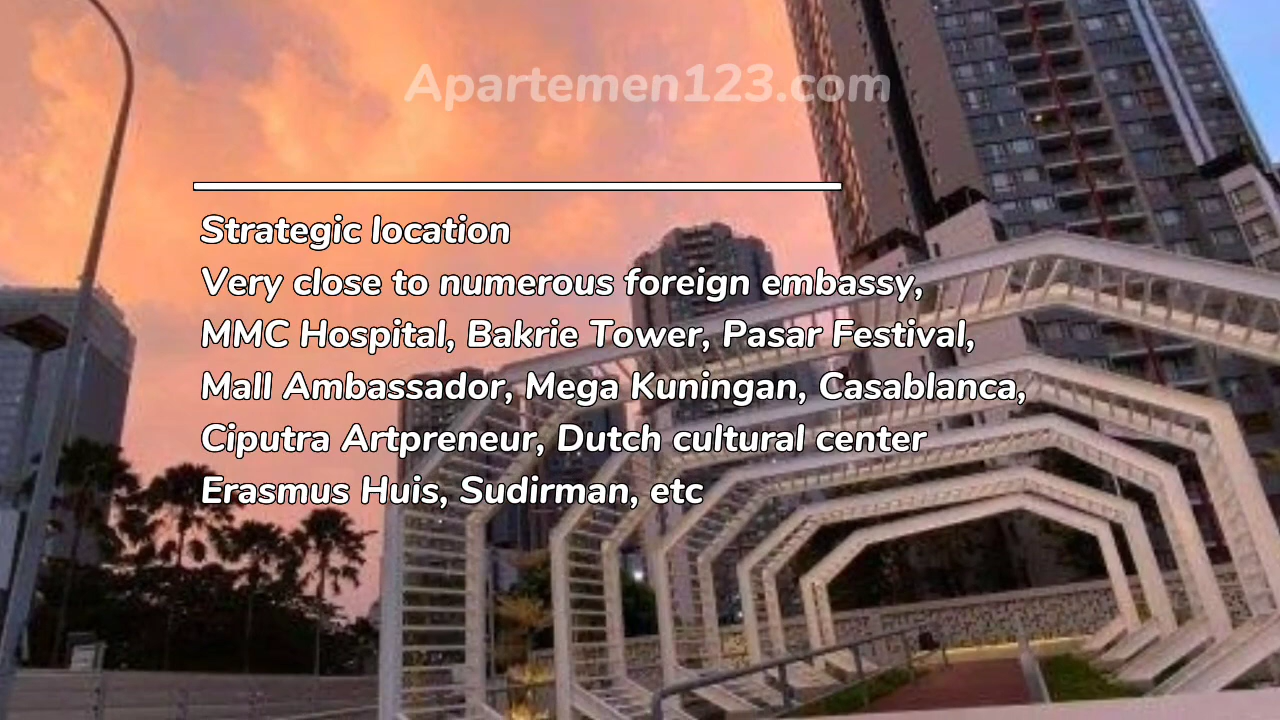 Apartemen123.com
Strategic location
Very close to numerous foreign embassy,
MMC Hospital, Bakrie Tower, Pasar Festival,
Mall Ambassador, Mega Kuningan, Casablanca,
Ciputra Artpreneur, Dutch cultural center
Erasmus Huis, Sudirman, etc